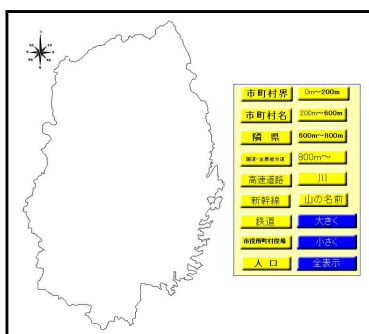 市町村界 0m～200m
市町村名 200m～600m
隣県 600m～800m
国道・主要地方道 800m～
高速道路 川
新幹線 山の名前
鉄道 大きく
市役所町村役場 小さく
人口 全表示